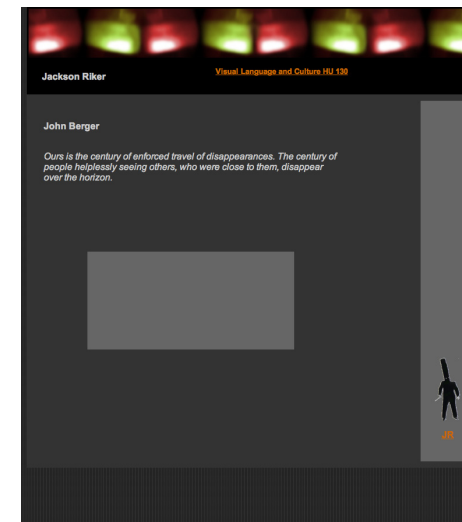 Jackson Riker
Visual Language and Culture HU 130
John Berger
Ours is the century of enforced travel of disappearances. The century of
people helplessly seeing others, who were close to them, disappear
over the horizon.
JR